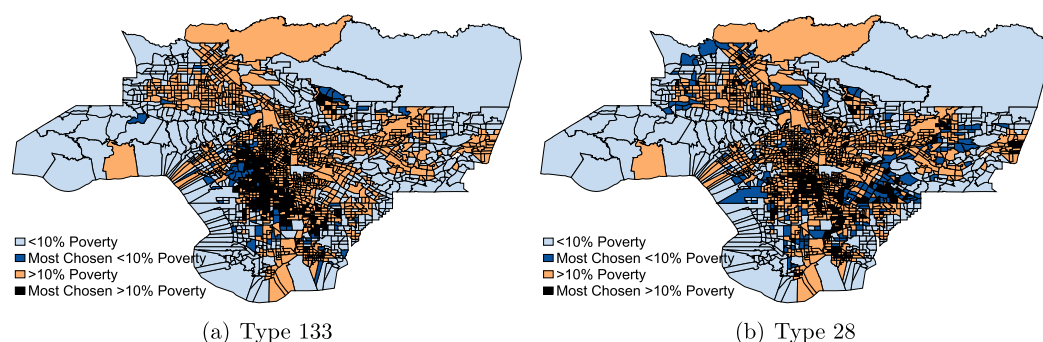 <10% Poverty
Most Chosen <10% Poverty
>10% Poverty
Most Chosen >10% Poverty
(a) Type 133
<10% Poverty
Most Chosen <10% Poverty
>10% Poverty
Most Chosen >10% Poverty
(b) Type 28